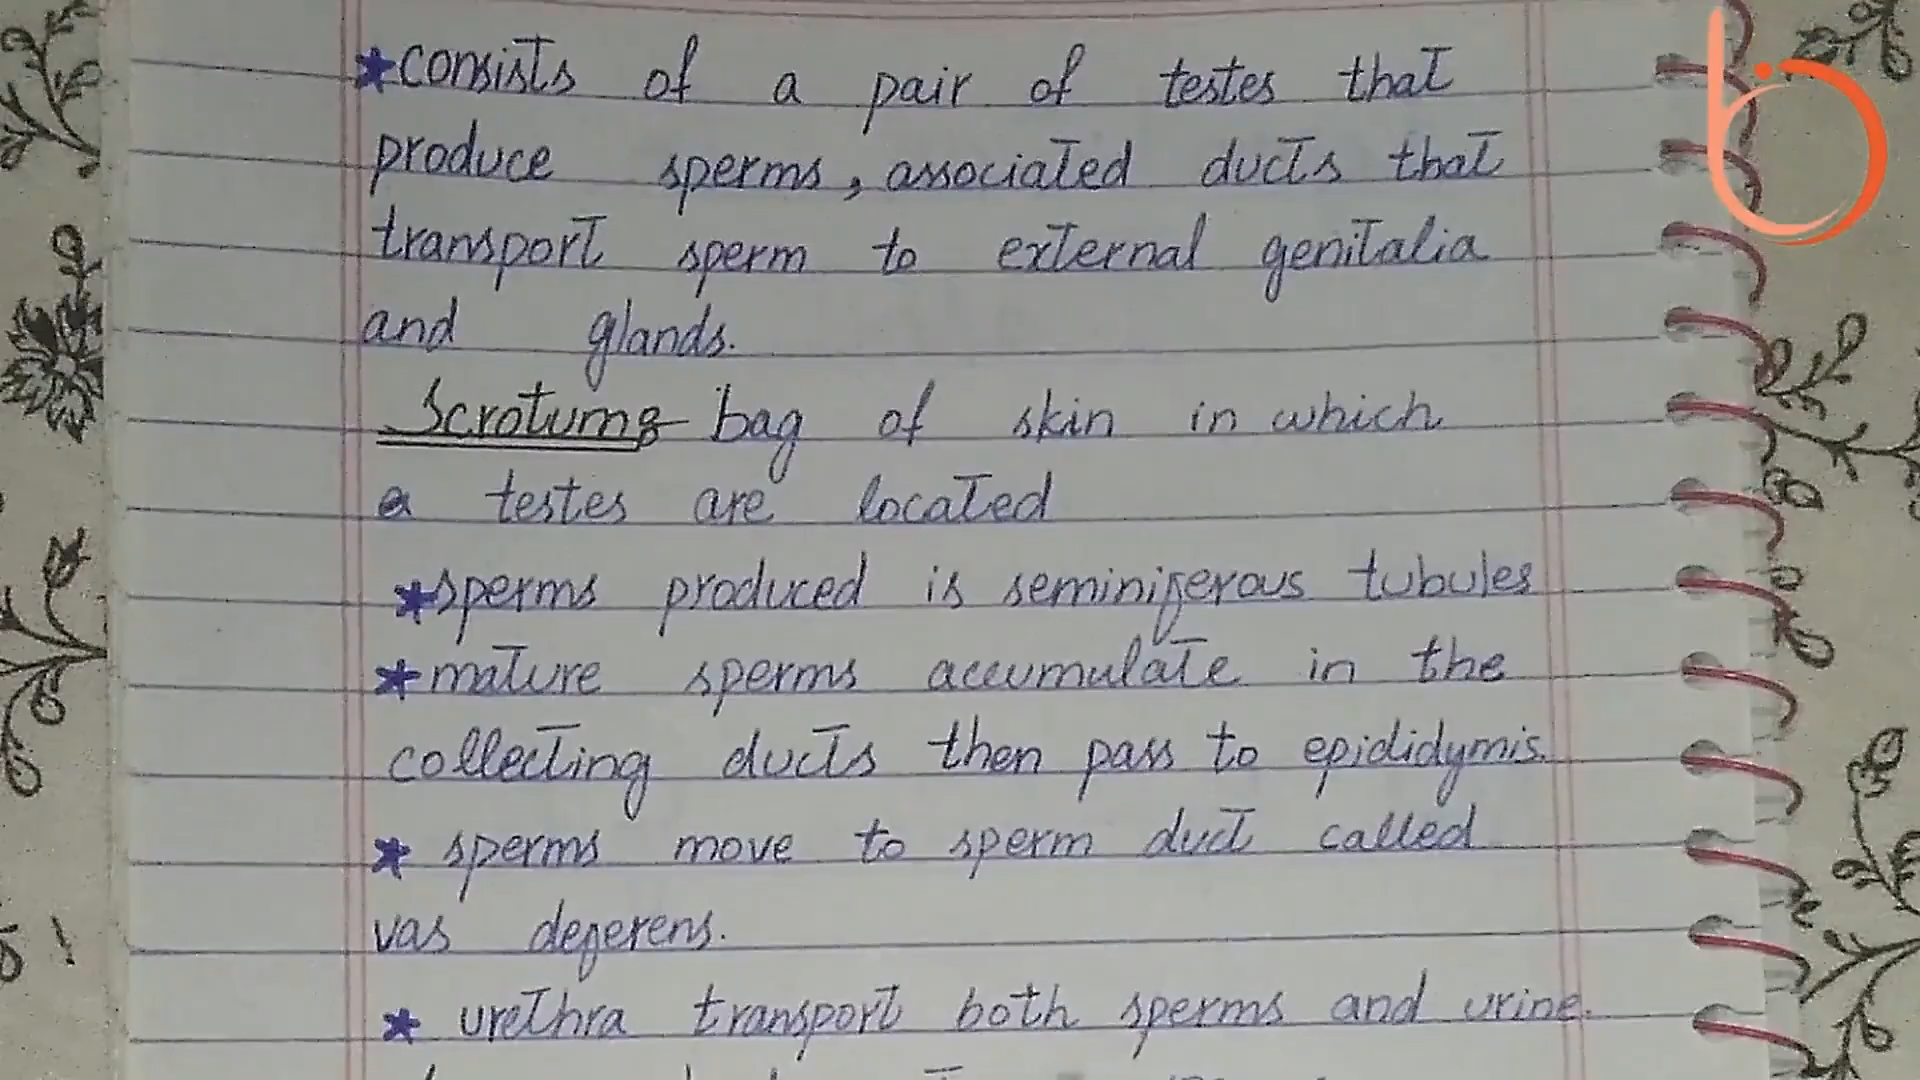 *consists of a pair of testes that
produce sperms, associated ducts that
transport sperm to external genitalia
and glands.
Scrotum:- bag of skin in which
a testes are located
*sperms produced is seminiferous tubules
*mature sperms accumulate in the
collecting ducts then pass to epididymis.
* sperms move to sperm duct called
vas deferens.
* urethra transport both sperms and urine.